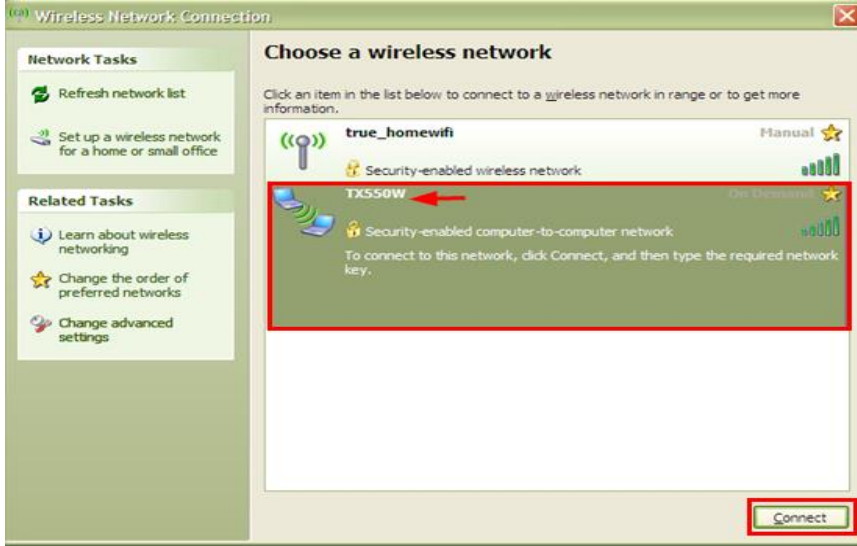 Wireless Network Connection
Network Tasks
Refresh network list
Set up a wireless network
for a home or small office
Related Tasks
Learn about wireless
networking
Change the order of
preferred networks
Change advanced
settings
Choose a wireless network
Click an item in the list below to connect to a wireless network in range or to get more
information.
true_homewifi Manual
Security-enabled wireless network
TX550W On Demand
Security-enabled computer-to-computer network
To connect to this network, click Connect, and then type the required network
key.
Connect